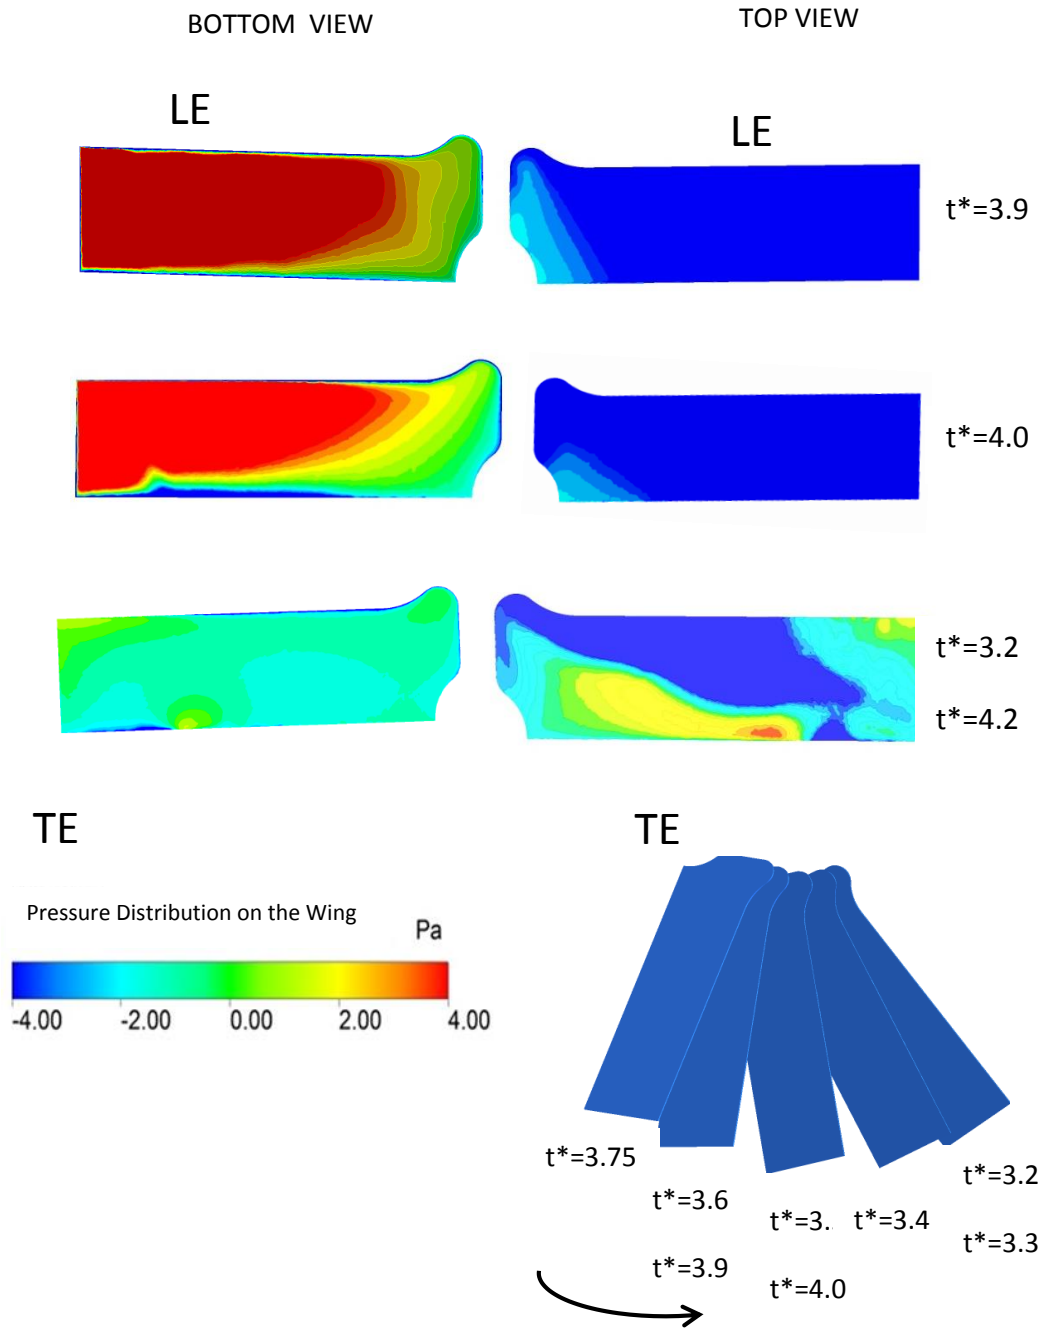 BOTTOM VIEW
TOP VIEW
LE
LE
t*=3.9
t*=4.0
t*=3.2
t*=4.2
TE
TE
Pressure Distribution on the Wing
Pa
-4.00 -2.00 0.00 2.00 4.00
t*=3.75
t*=3.2
t*=3.6
t*=3. t*=3.4
t*=3.3
t*=3.9
t*=4.0